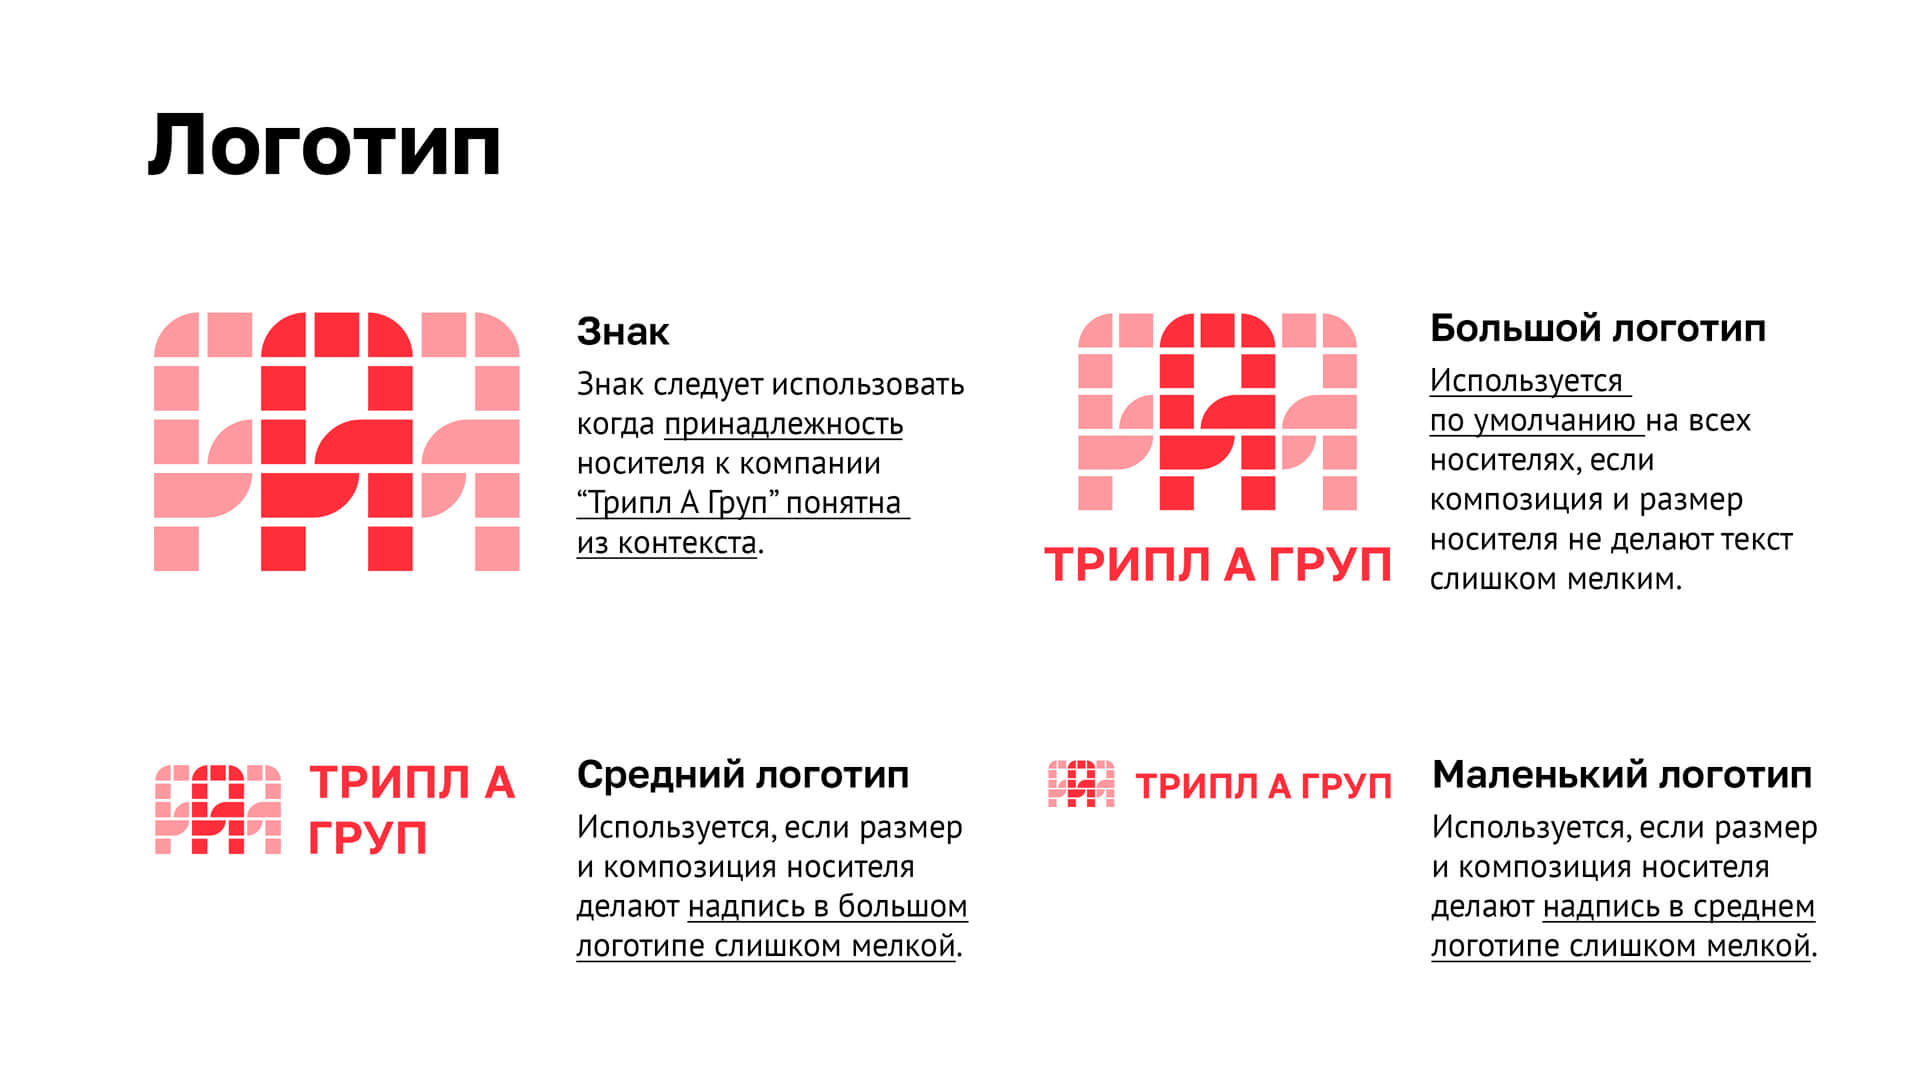 Логотип
Знак
Знак следует использовать
когда принадлежность
носителя к компании
“Трипл А Груп” понятна
из контекста.
ТРИПЛ А ГРУП
Большой логотип
Используется
по умолчанию на всех
носителях, если
композиция и размер
носителя не делают текст
слишком мелким.
ТРИПЛ А
ГРУП
Средний логотип
Используется, если размер
и композиция носителя
делают надпись в большом
логотипе слишком мелкой.
ТРИПЛ А ГРУП
Маленький логотип
Используется, если размер
и композиция носителя
делают надпись в среднем
логотипе слишком мелкой.